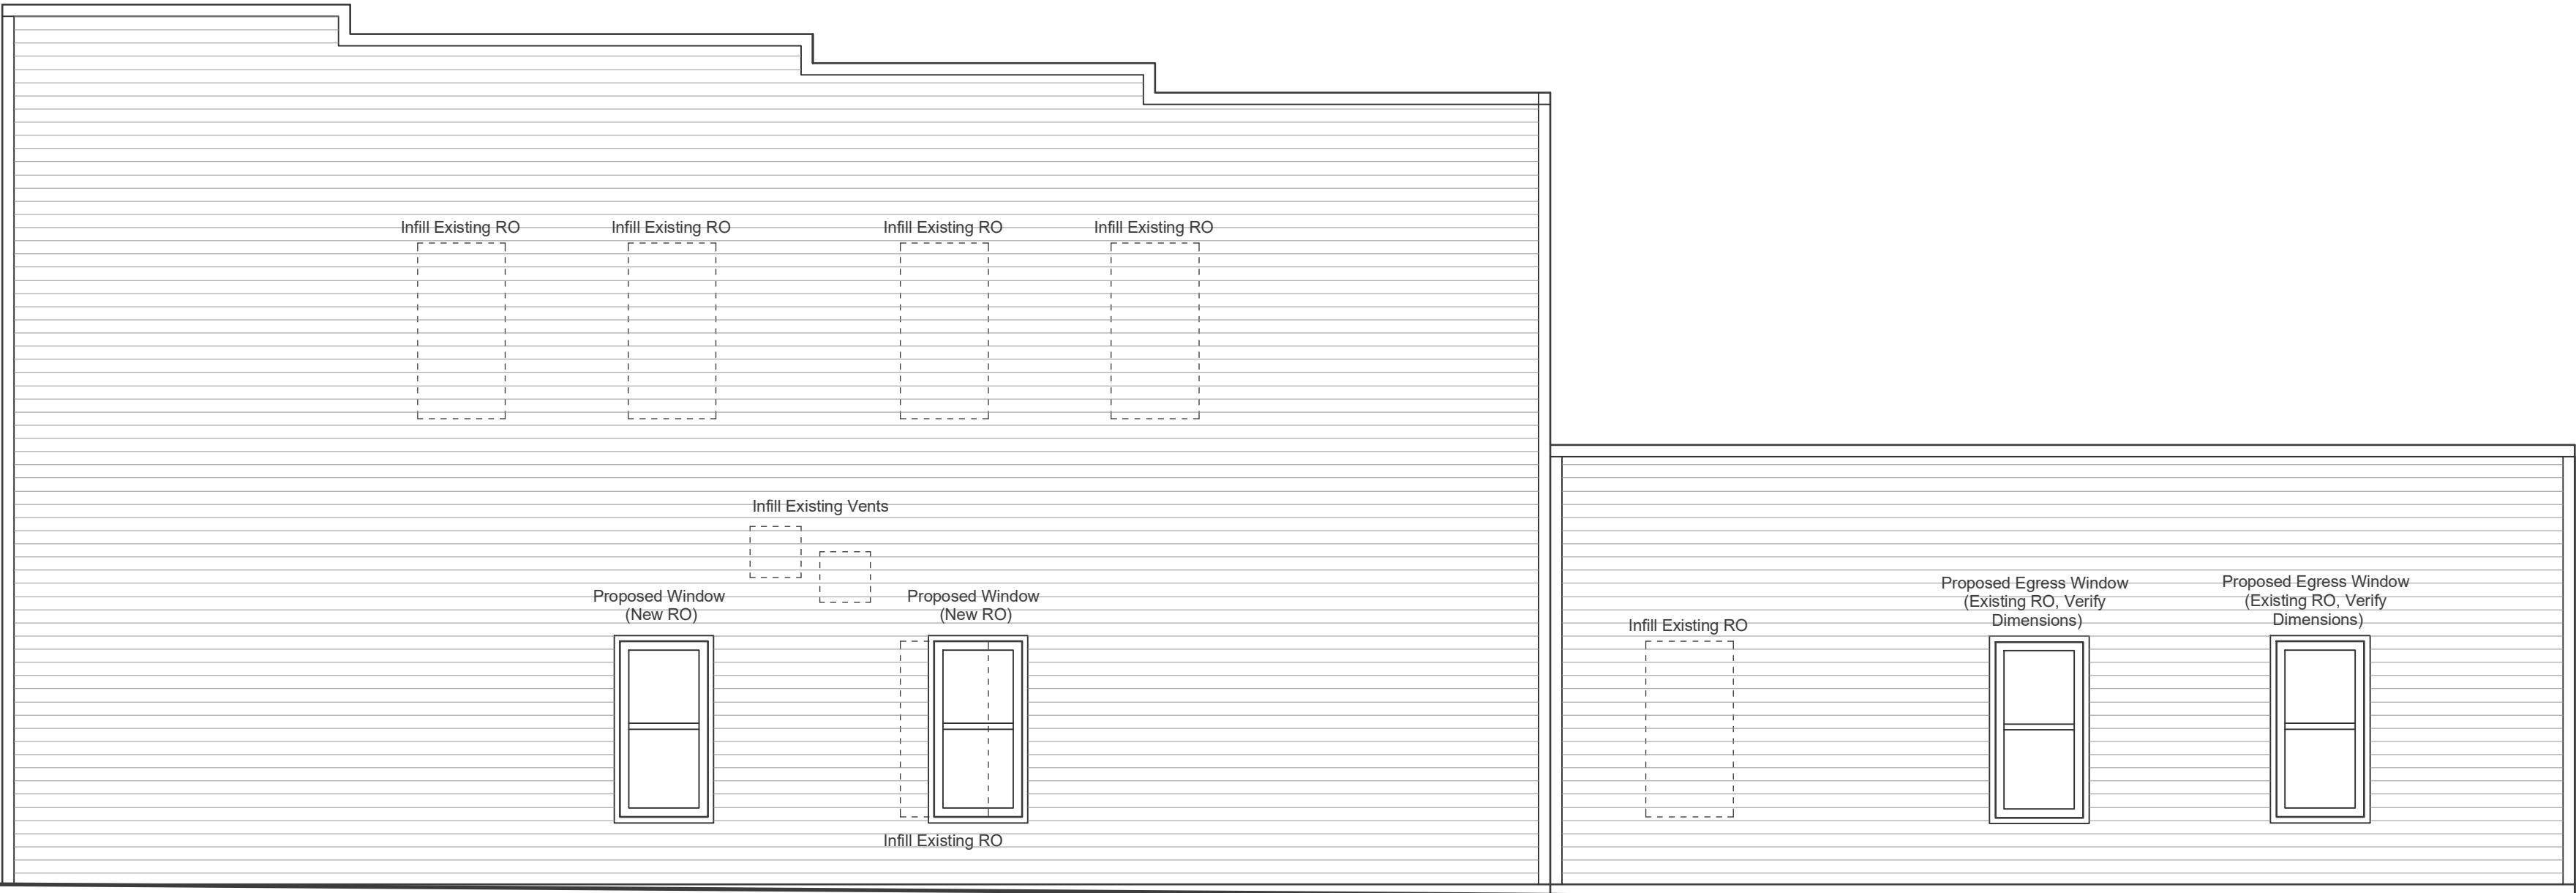 Infill Existing RO
Infill Existing RO
Infill Existing RO
Infill Existing RO
Infill Existing Vents
Proposed Window
(New RO)
Proposed Window
(New RO)
Infill Existing RO
Infill Existing RO
Proposed Egress Window
(Existing RO, Verify
Dimensions)
Proposed Egress Window
(Existing RO, Verify
Dimensions)